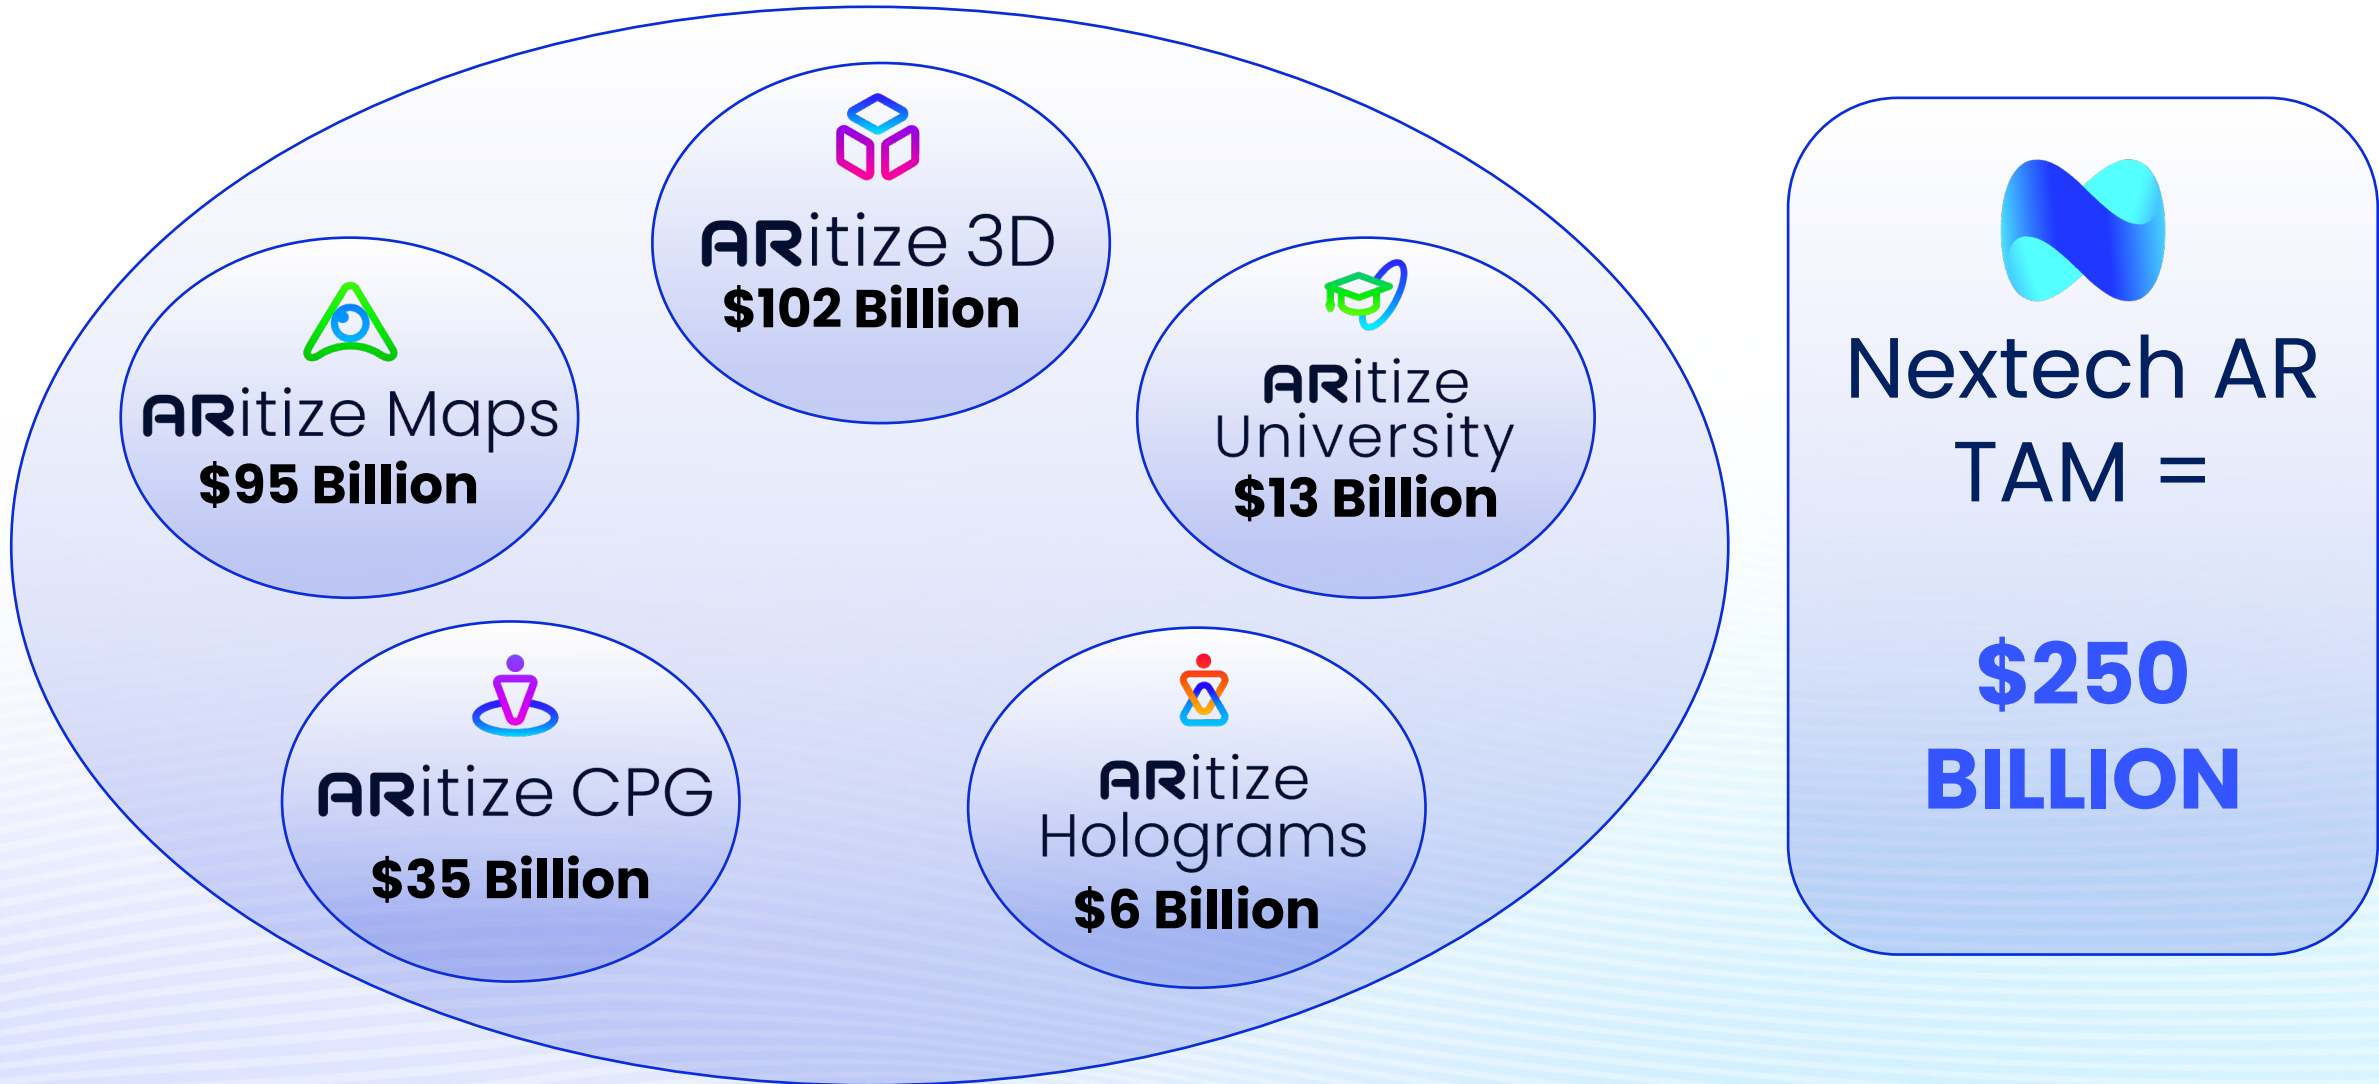 ARitize 3D
$102 Billion
ARitize Maps
$95 Billion
ARitize
University
$13 Billion
ARitize CPG
$35 Billion
ARitize
Holograms
$6 Billion
Nextech AR
TAM =
$250
BILLION